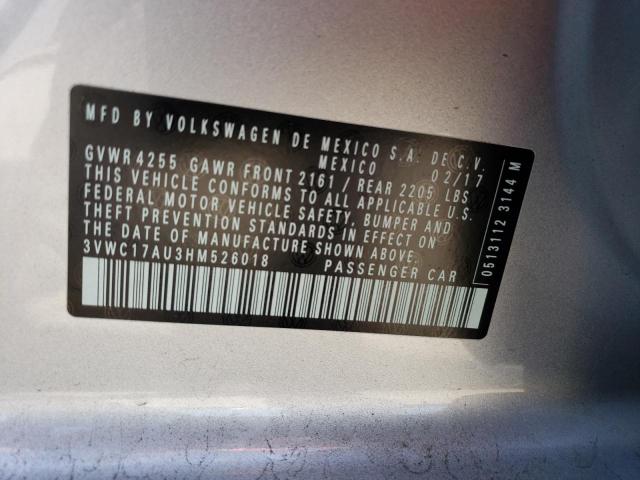 MFD BY VOLKSWAGEN DE MEXICO S.A. DE C.V.
MEXICO 02/17
GVWR 4255 GAWR FRONT 2161 / REAR 2205 LBS
THIS VEHICLE CONFORMS TO ALL APPLICABLE U.S.
FEDERAL MOTOR VEHICLE SAFETY, BUMPER AND
THEFT PREVENTION STANDARDS IN EFFECT ON
THE DATE OF MANUFACTURE SHOWN ABOVE.
3VWC17AU3HM526018 PASSENGER CAR
0513112 3144 M